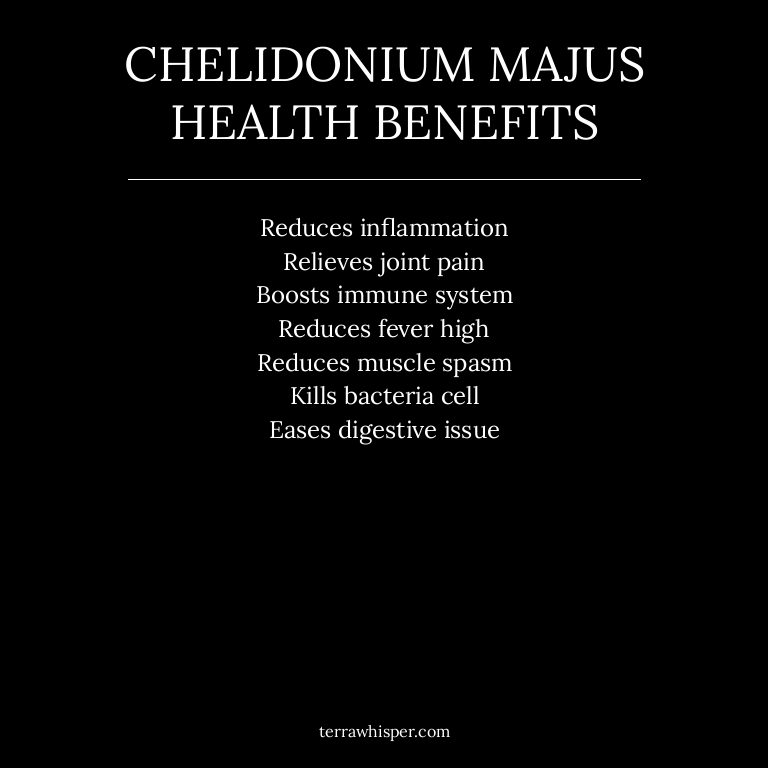 CHELIDONIUM MAJUS
HEALTH BENEFITS
Reduces inflammation
Relieves joint pain
Boosts immune system
Reduces fever high
Reduces muscle spasm
Kills bacteria cell
Eases digestive issue
terrawhisper.com